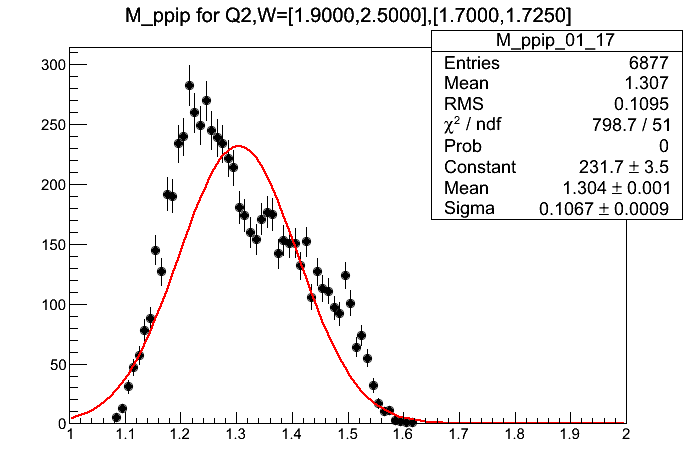 M_ppip for Q2,W=[1.9000,2.5000],[1.7000,1.7250]
M_ppip_01_17
Entries 6877
Mean 1.307
RMS 0.1095
χ² / ndf 798.7 / 51
Prob 0
Constant 231.7 ± 3.5
Mean 1.304 ± 0.001
Sigma 0.1067 ± 0.0009
300
250
200
150
100
50
0
1 1.1 1.2 1.3 1.4 1.5 1.6 1.7 1.8 1.9 2